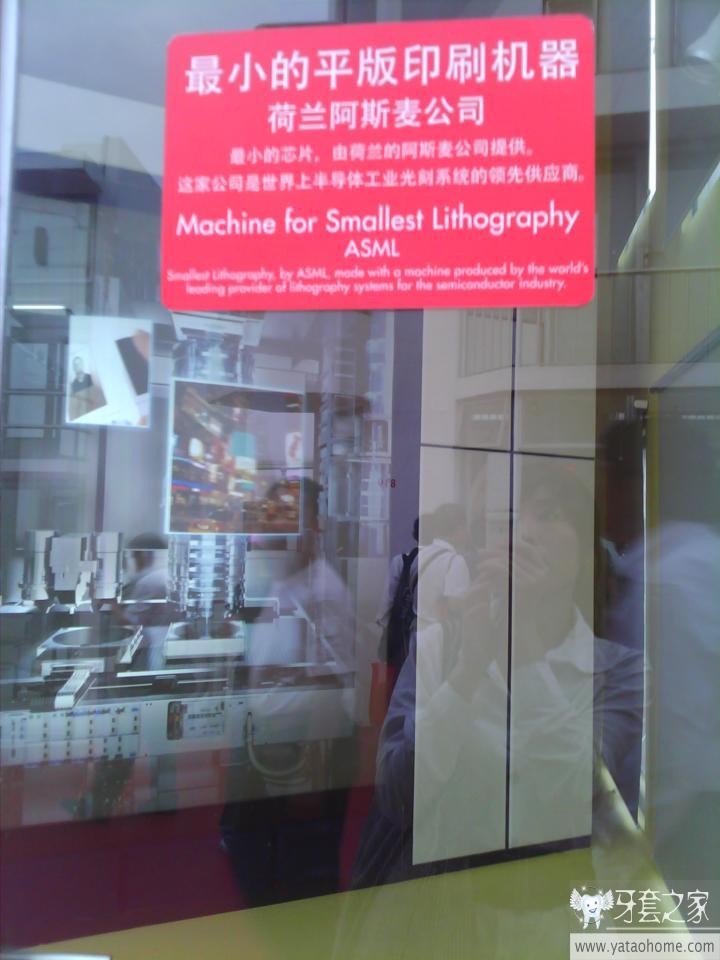 最小的平版印刷机器
荷兰阿斯麦公司
最小的芯片，由荷兰的阿斯麦公司提供。
这家公司是世界上半导体工业光刻系统的领先供应商。
Machine for Smallest Lithography
ASML
Smallest Lithography, by ASML, made with a machine produced by the world's
leading provider of lithography systems for the semiconductor industry.
牙套之家
www.yataohome.com